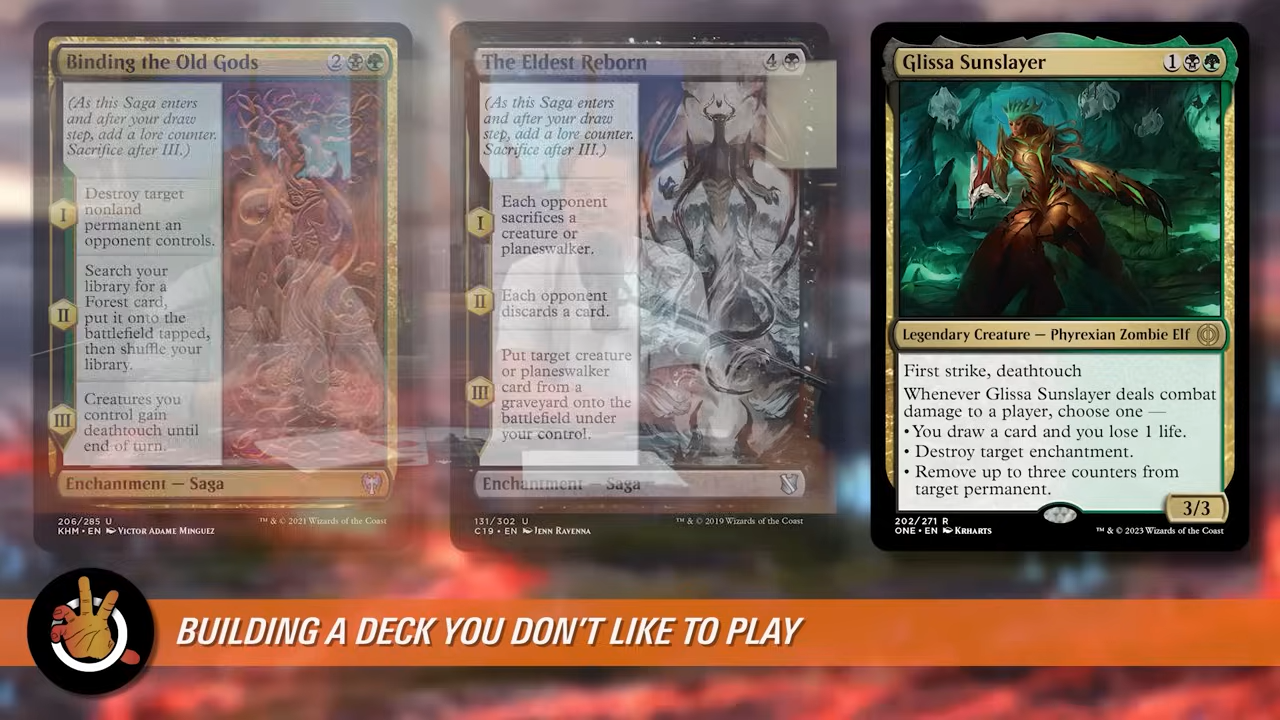 Binding the Old Gods 2
(As this Saga enters
and after your draw
step, add a lore counter.
Sacrifice after III.)
I
Destroy target
nonland
permanent an
opponent controls.
II
Search your
library for a
Forest card,
put it onto the
battlefield tapped,
then shuffle your
library.
III
Creatures you
control gain
deathtouch until
end of turn.
Enchantment — Saga
206/285 U
KHM • EN Victor Adame Minguez
™ & © 2021 Wizards of the Coast
The Eldest Reborn 4
(As this Saga enters
and after your draw
step, add a lore counter.
Sacrifice after III.)
I
Each opponent
sacrifices a
creature or
planeswalker.
II
Each opponent
discards a card.
III
Put target creature
or planeswalker
card from a
graveyard onto the
battlefield under
your control.
Enchantment — Saga
131/302 U
C19 • EN Jenn Ravenna
™ & © 2019 Wizards of the Coast
Glissa Sunslayer 1
Legendary Creature — Phyrexian Zombie Elf
First strike, deathtouch
Whenever Glissa Sunslayer deals combat
damage to a player, choose one —
• You draw a card and you lose 1 life.
• Destroy target enchantment.
• Remove up to three counters from
target permanent.
3/3
202/271 R
ONE • EN Krharts
™ & © 2023 Wizards of the Coast
BUILDING A DECK YOU DON'T LIKE TO PLAY